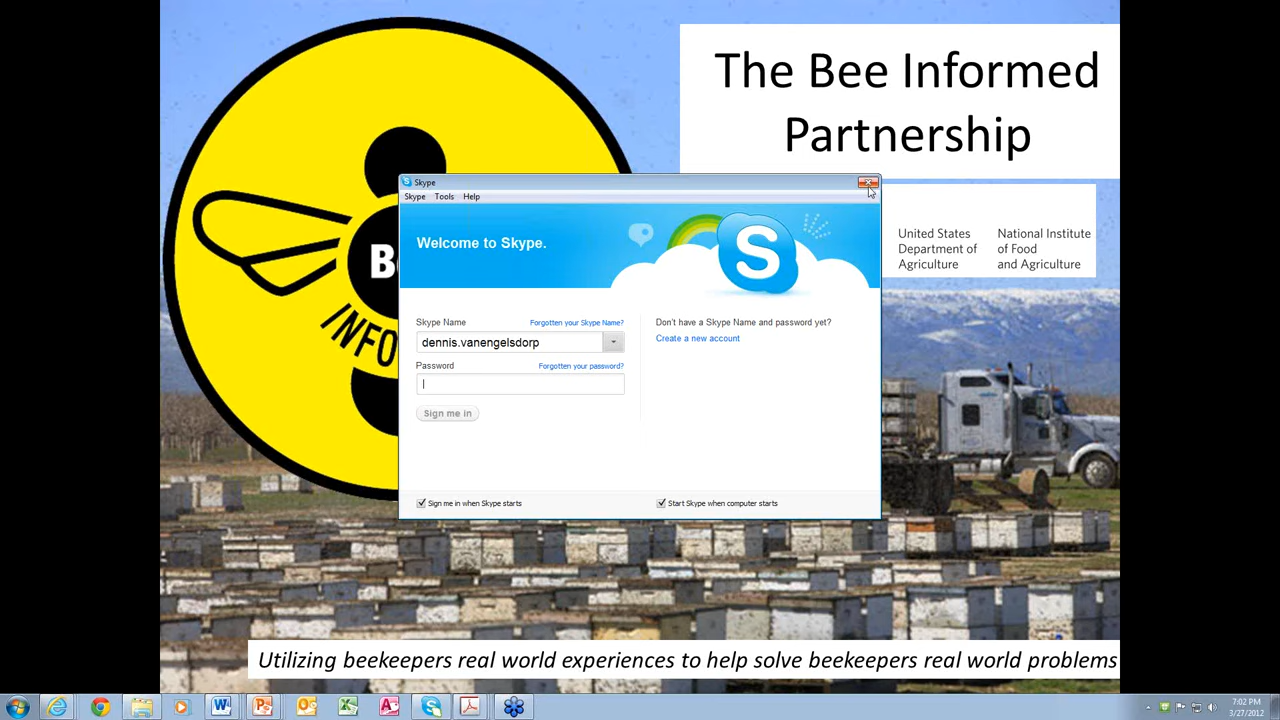 The Bee Informed
Partnership
Skype
Skype Tools Help
Welcome to Skype.
S
Skype Name
Forgotten your Skype Name?
dennis.vanengelsdorp
Password
Forgotten your password?
Sign me in
Don't have a Skype Name and password yet?
Create a new account
Sign me in when Skype starts
Start Skype when computer starts
United States
Department of
Agriculture
National Institute
of Food
and Agriculture
B
INFO
Utilizing beekeepers real world experiences to help solve beekeepers real world problems
7:02 PM
3/27/2012